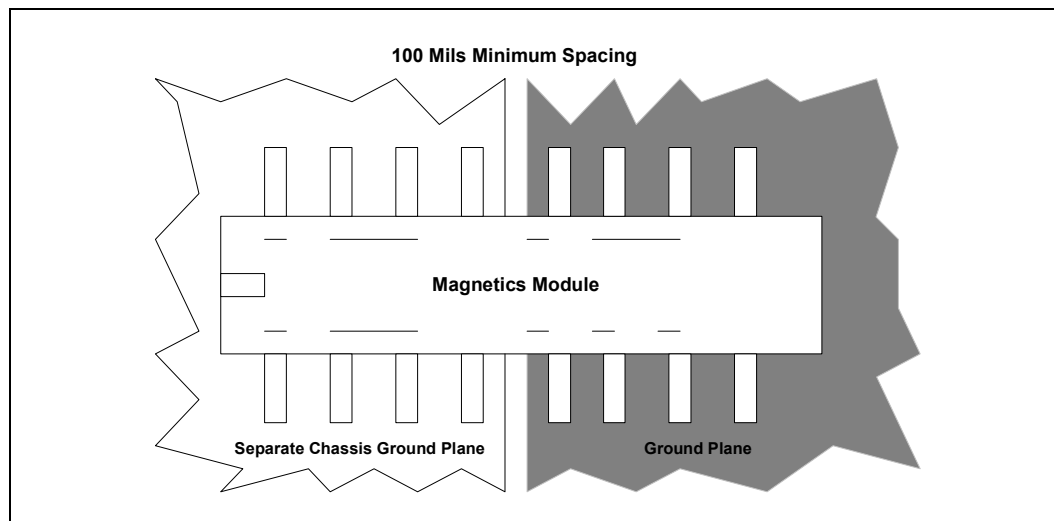 100 Mils Minimum Spacing
Magnetics Module
Separate Chassis Ground Plane
Ground Plane